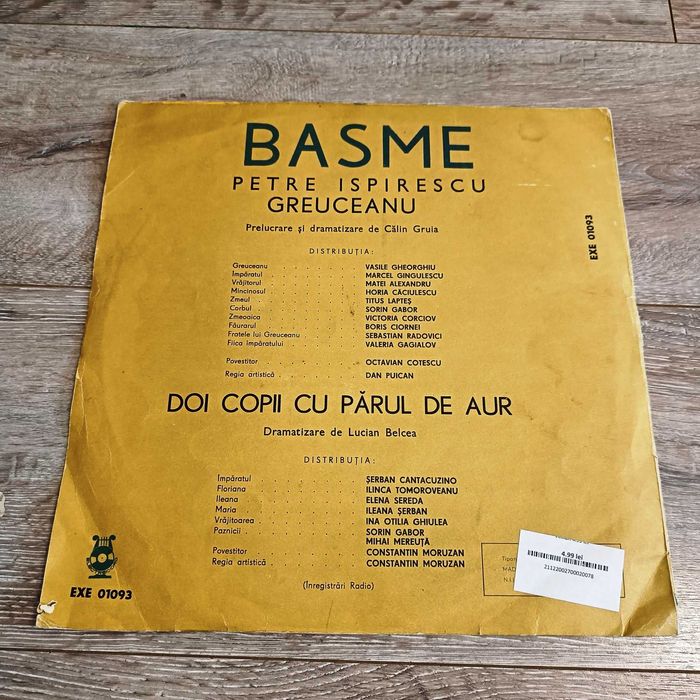 BASME
PETRE ISPIRESCU
GREUCEANU
Prelucrare și dramatizare de Călin Gruia
DISTRIBUȚIA:
Greuceanu . . . . . . . . . . VASILE GHEORGHIU
Împăratul . . . . . . . . . . MARCEL GINGULESCU
Vrăjitorul . . . . . . . . . . MATEI ALEXANDRU
Mincinosul . . . . . . . . . . HORIA CĂCIULESCU
Zmeul . . . . . . . . . . TITUS LAPTEȘ
Corbul . . . . . . . . . . SORIN GABOR
Zmeoaica . . . . . . . . . . VICTORIA CORCIOV
Făurarul . . . . . . . . . . BORIS CIORNEI
Fratele lui Greuceanu . . . . . . . . . . SEBASTIAN RADOVICI
Fiica împăratului . . . . . . . . . . VALERIA GAGIALOV
Povestitor . . . . . . . . . . OCTAVIAN COTESCU
Regia artistică . . . . . . . . . . DAN PUICAN
EXE 01093
DOI COPII CU PĂRUL DE AUR
Dramatizare de Lucian Belcea
DISTRIBUȚIA:
Împăratul . . . . . . . . . . ȘERBAN CANTACUZINO
Floriana . . . . . . . . . . ILINCA TOMOROVEANU
Ileana . . . . . . . . . . ELENA SEREDA
Maria . . . . . . . . . . ILEANA ȘERBAN
Vrăjitoarea . . . . . . . . . . INA OTILIA GHIULEA
Paznicii . . . . . . . . . . SORIN GABOR
MIHAI MEREUȚĂ
Povestitor . . . . . . . . . . CONSTANTIN MORUZAN
Regia artistică . . . . . . . . . . CONSTANTIN MORUZAN
(Înregistrări Radio)
EXE 01093
4.99 lei
21122002700020078